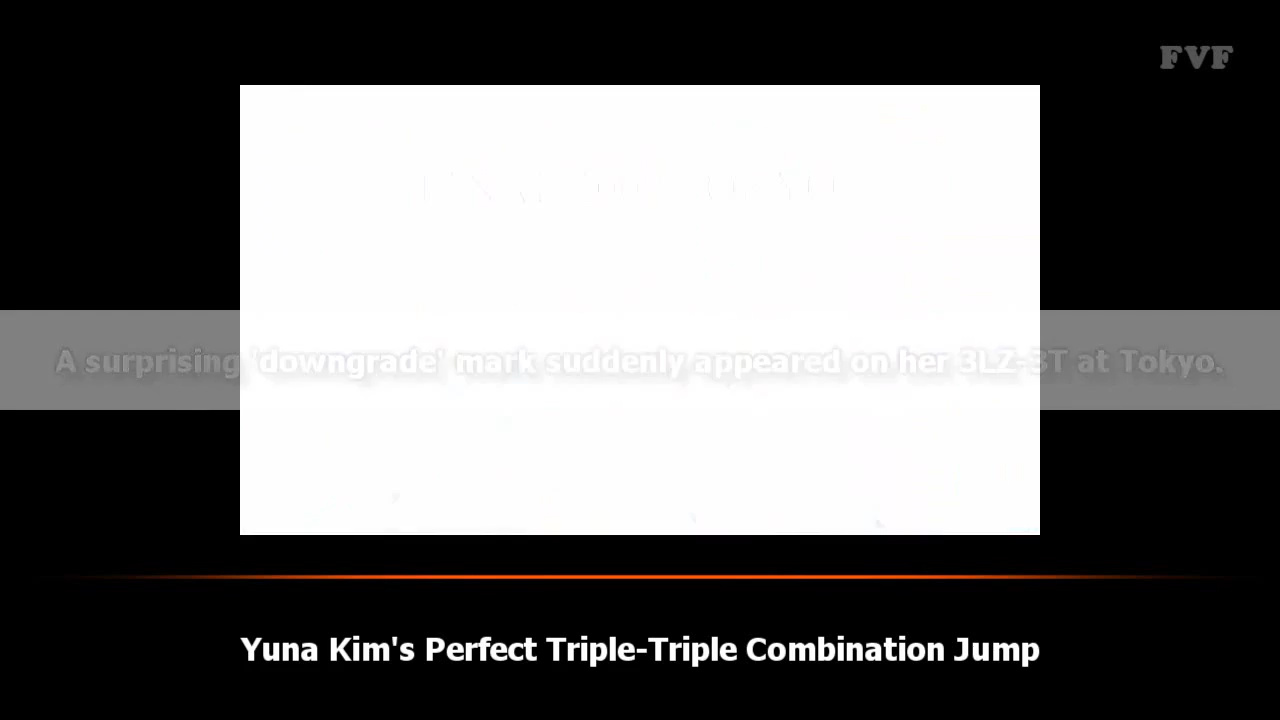 FVF
A surprising 'downgrade' mark suddenly appeared on her 3LZ-3T at Tokyo.
Yuna Kim's Perfect Triple-Triple Combination Jump